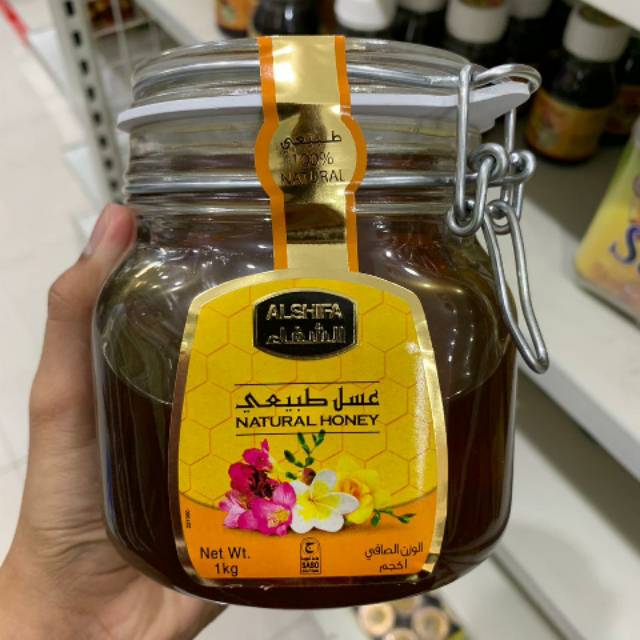 طبيعي
100%
NATURAL
ALSHIFA
الشفاء
عسل طبيعي
NATURAL HONEY
Net Wt.
1kg
SASO
الوزن الصافي
١كجم